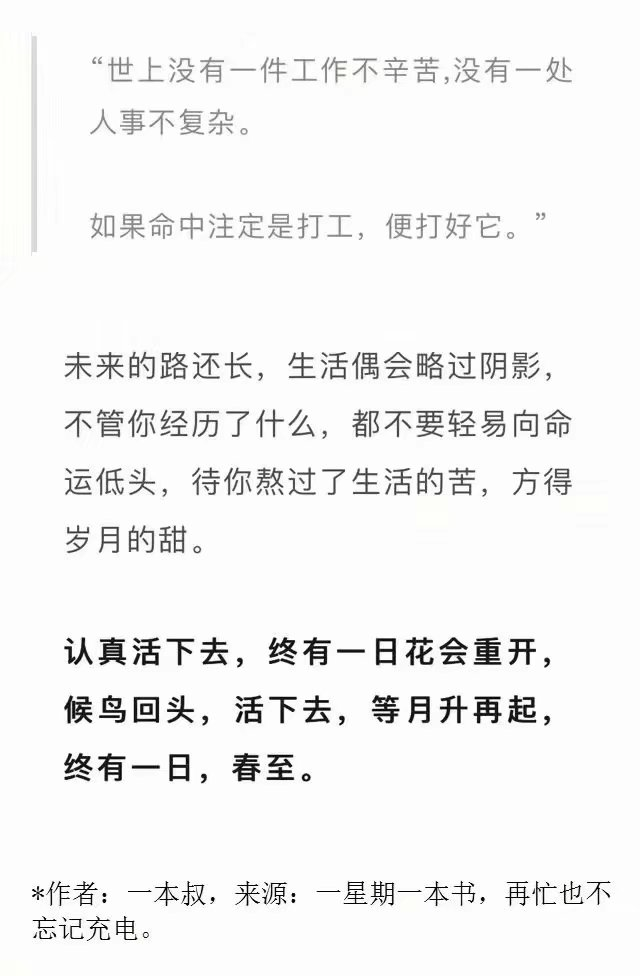 “世上没有一件工作不辛苦,没有一处
人事不复杂。
如果命中注定是打工，便打好它。”
未来的路还长，生活偶会略过阴影，
不管你经历了什么，都不要轻易向命
运低头，待你熬过了生活的苦，方得
岁月的甜。
认真活下去，终有一日花会重开，
候鸟回头，活下去，等月升再起，
终有一日，春至。
*作者：一本叔，来源：一星期一本书，再忙也不
忘记充电。